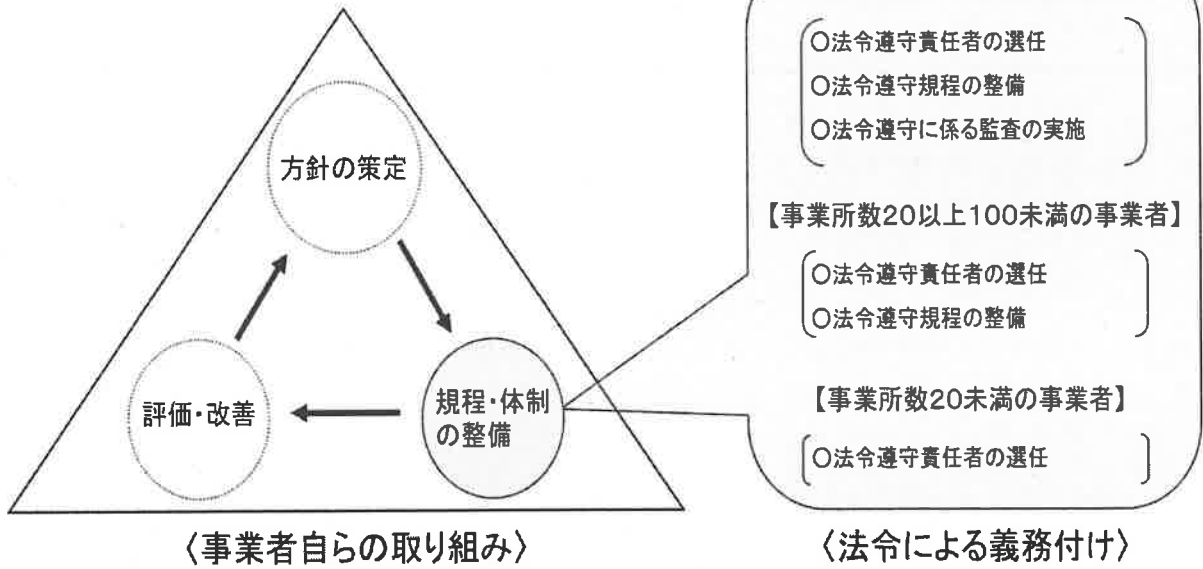 方針の策定
評価・改善
規程・体制
の整備
〈事業者自らの取り組み〉
〇法令遵守責任者の選任
〇法令遵守規程の整備
〇法令遵守に係る監査の実施
【事業所数20以上100未満の事業者】
〇法令遵守責任者の選任
〇法令遵守規程の整備
【事業所数20未満の事業者】
〇法令遵守責任者の選任
〈法令による義務付け〉